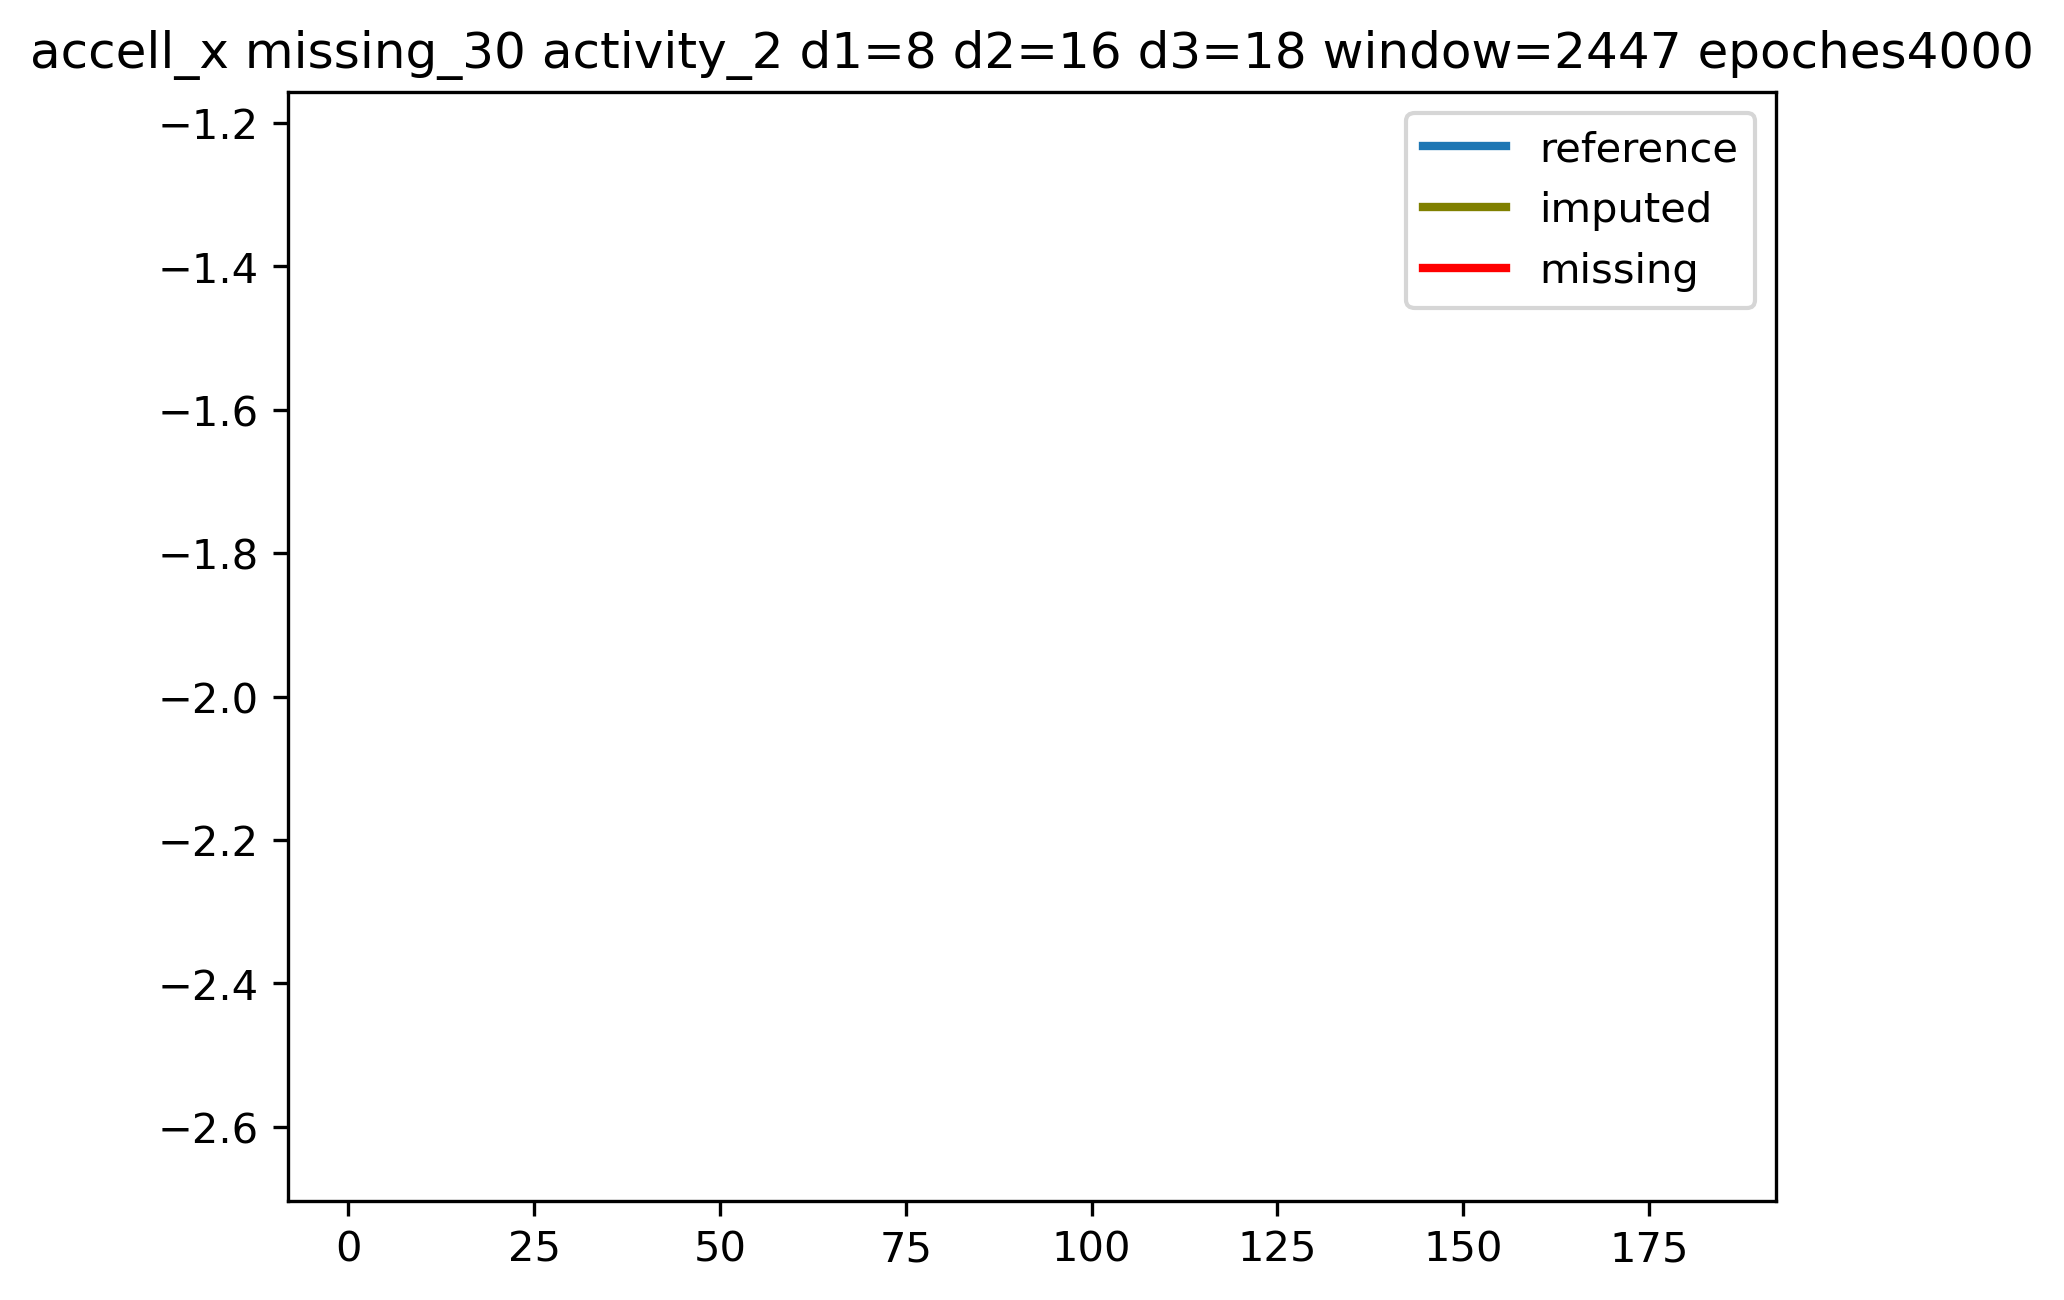 accell_x missing_30 activity_2 d1=8 d2=16 d3=18 window=2447 epoches4000
reference
imputed
missing
−1.2
−1.4
−1.6
−1.8
−2.0
−2.2
−2.4
−2.6
0 25 50 75 100 125 150 175